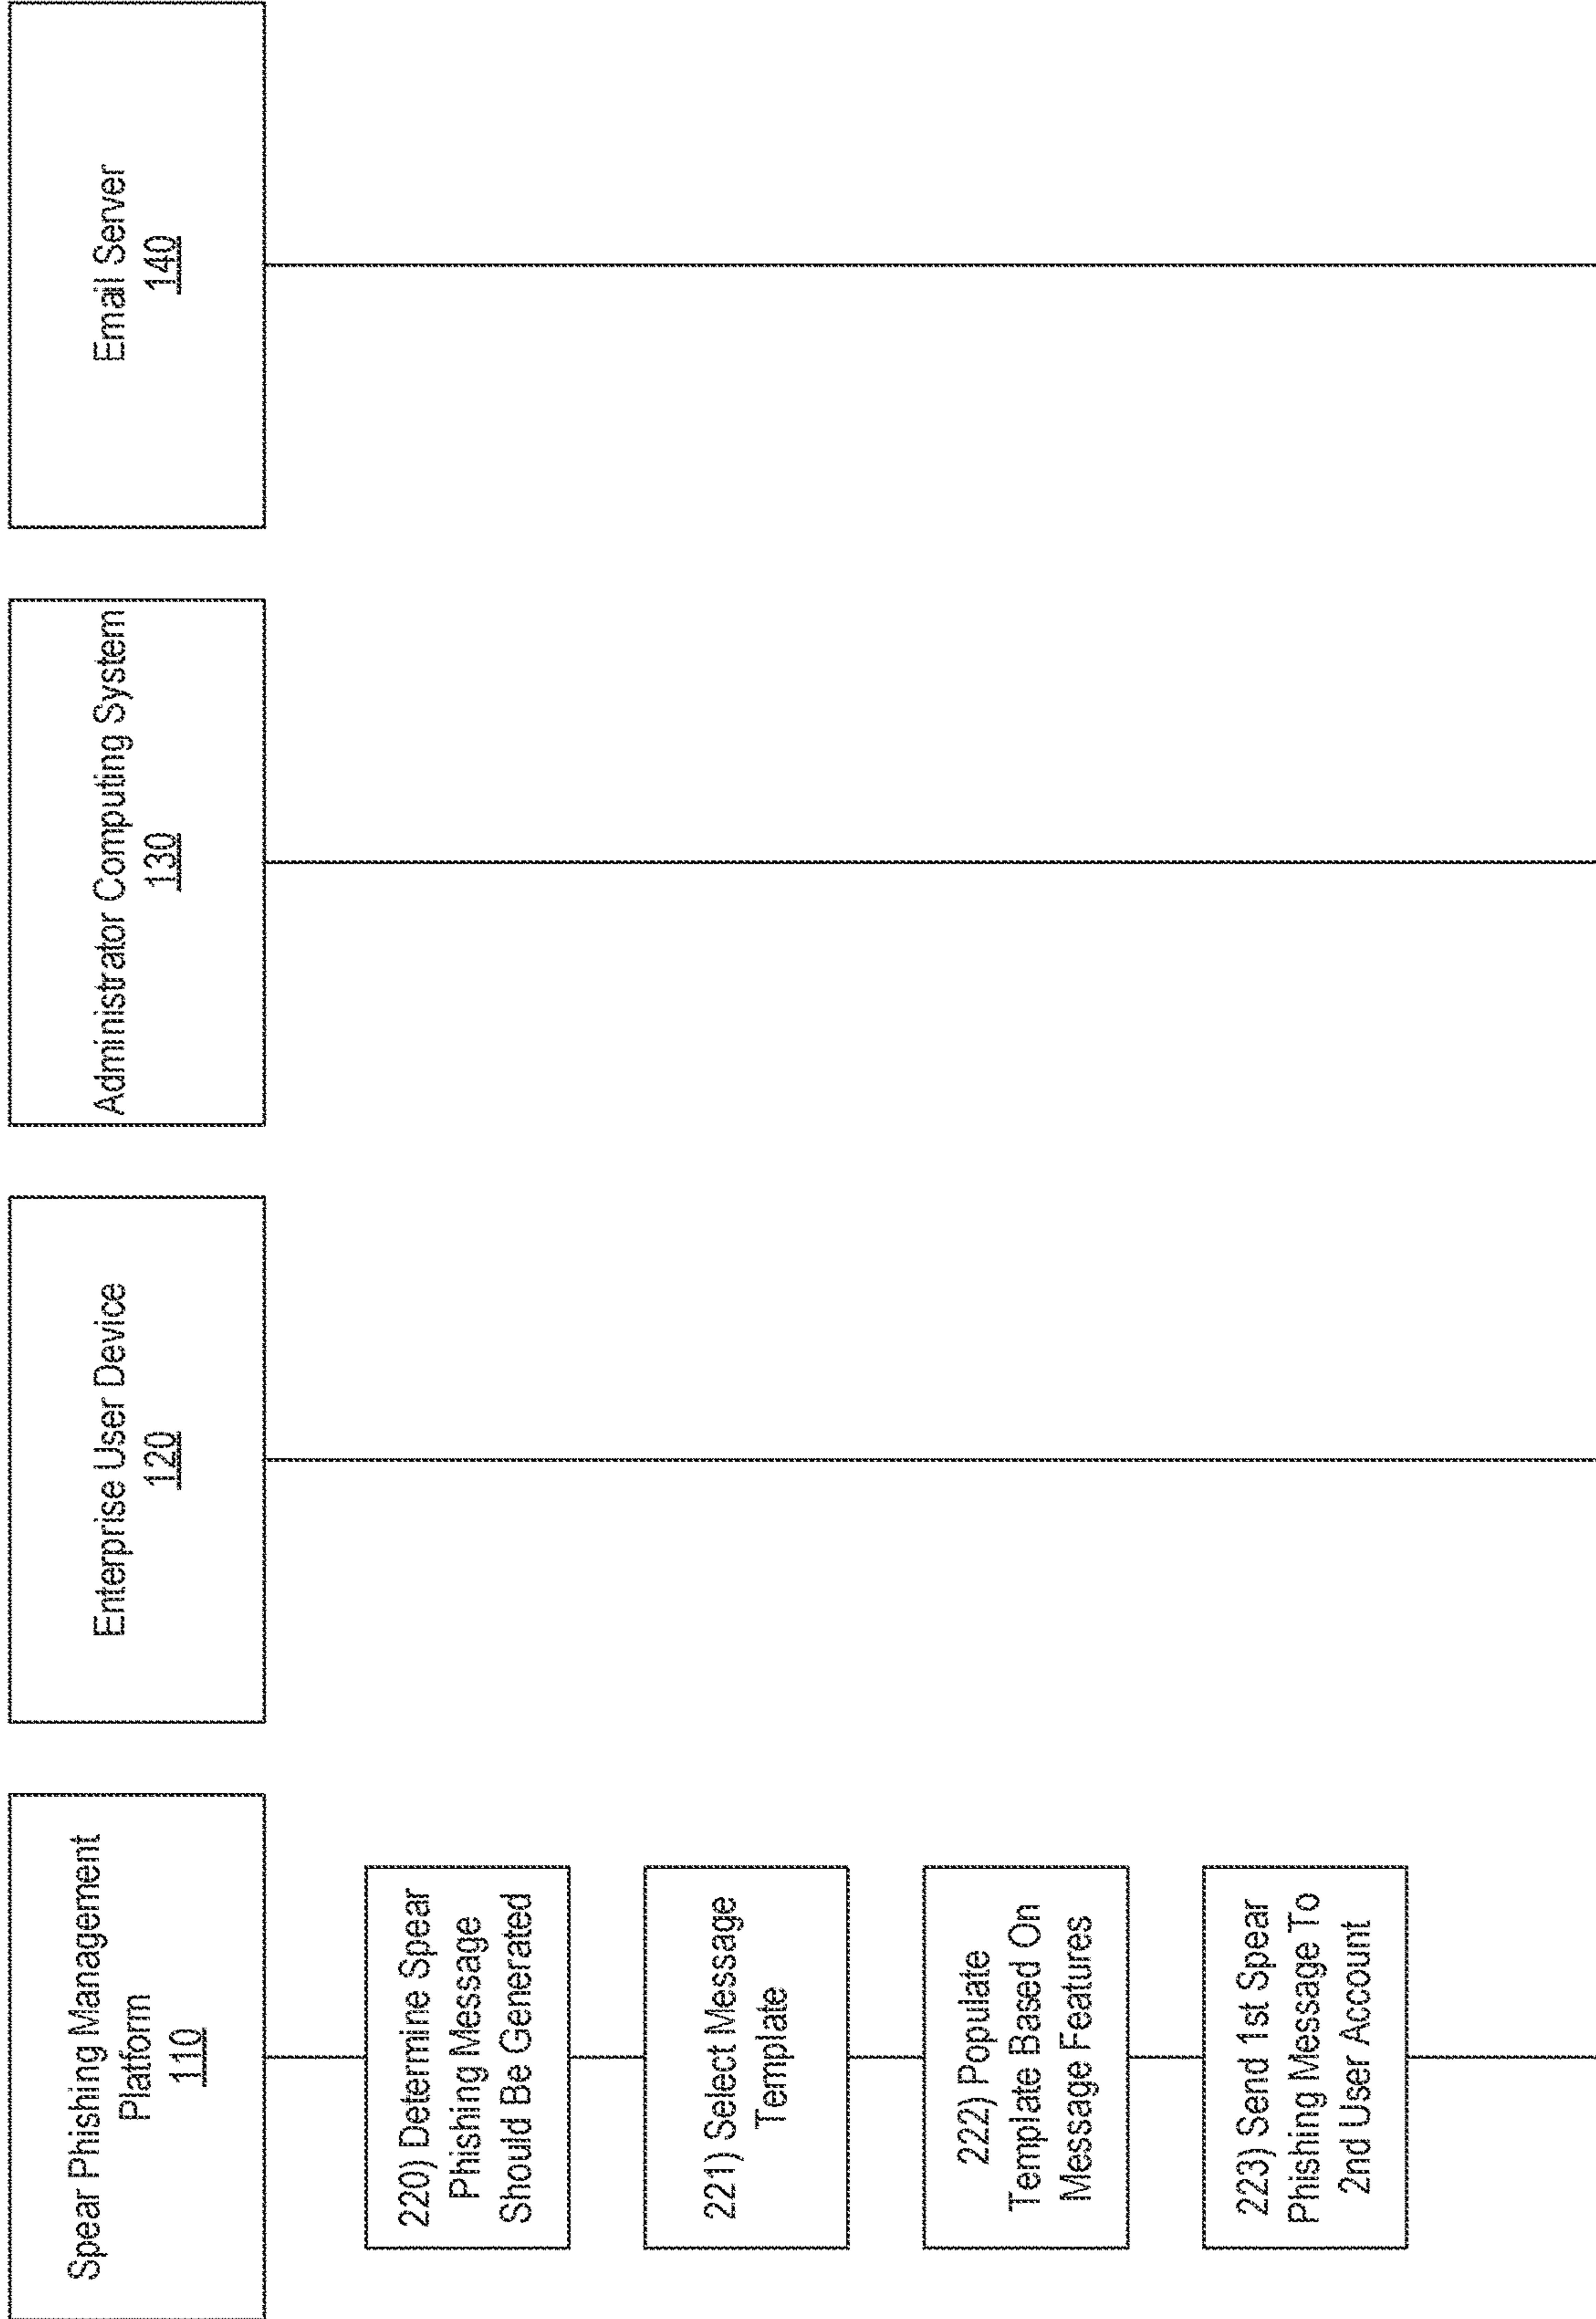 Spear Phishing Management
Platform
110
Enterprise User Device
120
Administrator Computing System
130
Email Server
140
220) Determine Spear
Phishing Message
Should Be Generated
221) Select Message
Template
222) Populate
Template Based On
Message Features
223) Send 1st Spear
Phishing Message To
2nd User Account